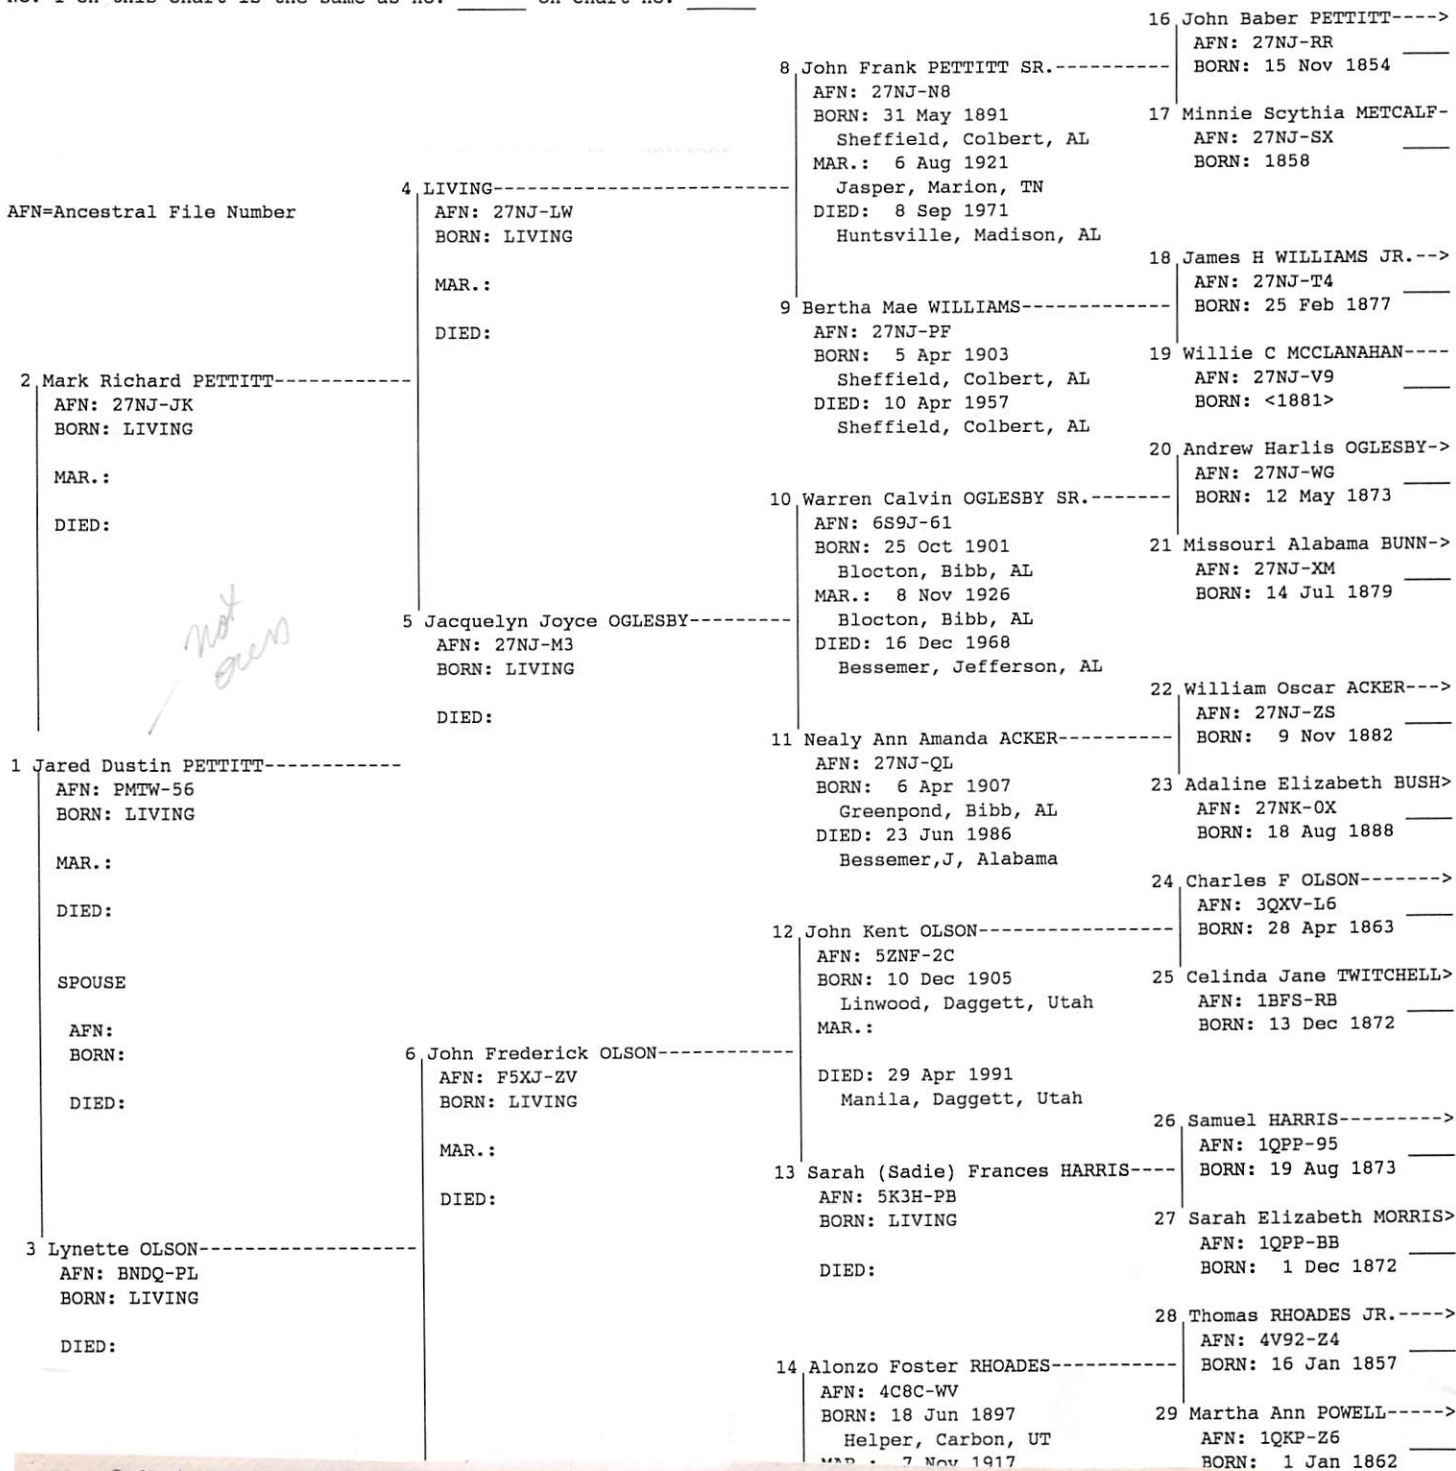 16 John Baber PETTITT---->
AFN: 27NJ-RR
BORN: 15 Nov 1854
8 John Frank PETTITT SR.----------
AFN: 27NJ-N8
BORN: 31 May 1891
Sheffield, Colbert, AL
MAR.: 6 Aug 1921
Jasper, Marion, TN
DIED: 8 Sep 1971
Huntsville, Madison, AL
17 Minnie Scythia METCALF-
AFN: 27NJ-SX
BORN: 1858
4 LIVING-------------------------
AFN: 27NJ-LW
BORN: LIVING
MAR.:
DIED:
AFN=Ancestral File Number
18 James H WILLIAMS JR.-->
AFN: 27NJ-T4
BORN: 25 Feb 1877
9 Bertha Mae WILLIAMS-------------
AFN: 27NJ-PF
BORN: 5 Apr 1903
Sheffield, Colbert, AL
DIED: 10 Apr 1957
Sheffield, Colbert, AL
19 Willie C MCCLANAHAN----
AFN: 27NJ-V9
BORN: <1881>
2 Mark Richard PETTITT------------
AFN: 27NJ-JK
BORN: LIVING
MAR.:
DIED:
20 Andrew Harlis OGLESBY->
AFN: 27NJ-WG
BORN: 12 May 1873
10 Warren Calvin OGLESBY SR.-------
AFN: 6S9J-61
BORN: 25 Oct 1901
Blocton, Bibb, AL
MAR.: 8 Nov 1926
Blocton, Bibb, AL
DIED: 16 Dec 1968
Bessemer, Jefferson, AL
21 Missouri Alabama BUNN->
AFN: 27NJ-XM
BORN: 14 Jul 1879
not
5 Jacquelyn Joyce OGLESBY---------
AFN: 27NJ-M3
BORN: LIVING
DIED:
22 William Oscar ACKER--->
AFN: 27NJ-ZS
BORN: 9 Nov 1882
11 Nealy Ann Amanda ACKER----------
AFN: 27NJ-QL
BORN: 6 Apr 1907
Greenpond, Bibb, AL
DIED: 23 Jun 1986
Bessemer,J, Alabama
23 Adaline Elizabeth BUSH>
AFN: 27NK-0X
BORN: 18 Aug 1888
1 Jared Dustin PETTITT------------
AFN: PMTW-56
BORN: LIVING
MAR.:
DIED:
SPOUSE
AFN:
BORN:
DIED:
24 Charles F OLSON------->
AFN: 3QXV-L6
BORN: 28 Apr 1863
12 John Kent OLSON-----------------
AFN: 5ZNF-2C
BORN: 10 Dec 1905
Linwood, Daggett, Utah
MAR.:
DIED: 29 Apr 1991
Manila, Daggett, Utah
25 Celinda Jane TWITCHELL>
AFN: 1BFS-RB
BORN: 13 Dec 1872
6 John Frederick OLSON------------
AFN: F5XJ-ZV
BORN: LIVING
MAR.:
DIED:
26 Samuel HARRIS--------->
AFN: 1QPP-95
BORN: 19 Aug 1873
13 Sarah (Sadie) Frances HARRIS----
AFN: 5K3H-PB
BORN: LIVING
DIED:
27 Sarah Elizabeth MORRIS>
AFN: 1QPP-BB
BORN: 1 Dec 1872
3 Lynette OLSON-------------------
AFN: BNDQ-PL
BORN: LIVING
DIED:
28 Thomas RHOADES JR.---->
AFN: 4V92-Z4
BORN: 16 Jan 1857
14 Alonzo Foster RHOADES-----------
AFN: 4C8C-WV
BORN: 18 Jun 1897
Helper, Carbon, UT
MAR.: 7 Nov 1917
29 Martha Ann POWELL----->
AFN: 1QKP-Z6
BORN: 1 Jan 1862